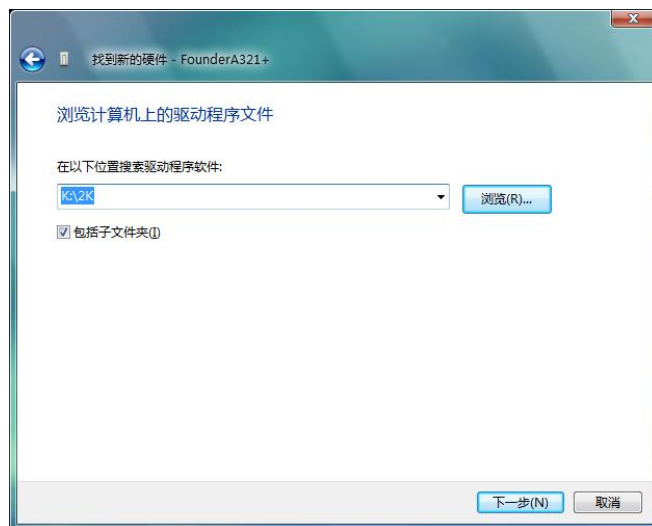 找到新的硬件 - FounderA321+
浏览计算机上的驱动程序文件
在以下位置搜索驱动程序软件:
K:\2K
浏览(R)...
包括子文件夹(I)
下一步(N)
取消